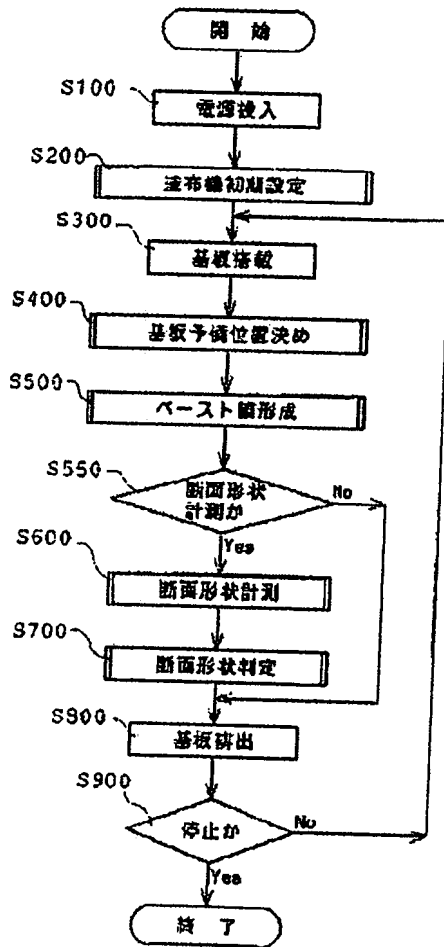 開 始
S100
電源投入
S200
塗布機初期設定
S300
基板搭載
S400
基板予備位置決め
S500
ペースト膜形成
S550
断面形状
計測か
No
Yes
S600
断面形状計測
S700
断面形状判定
S800
基板排出
S900
停止か
No
Yes
終 了